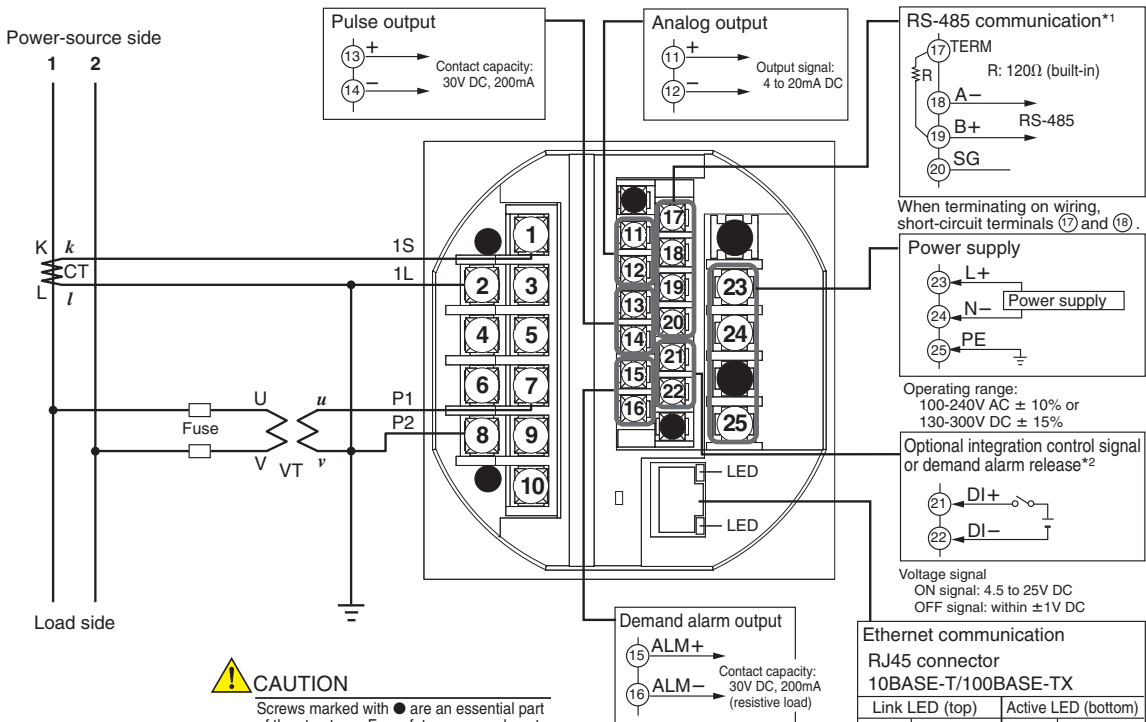 Power-source side
1 2
K k
CT
L l
1S
1L
U u
Fuse
V VT v
P1
P2
Load side
Pulse output
13 +
14 −
Contact capacity:
30V DC, 200mA
Analog output
11 +
12 −
Output signal:
4 to 20mA DC
RS-485 communication*1
17 TERM
R
R: 120Ω (built-in)
18 A−
19 B+
RS-485
20 SG
When terminating on wiring,
short-circuit terminals ⑰ and ⑱ .
Power supply
23 L+
Power supply
24 N−
25 PE
Operating range:
100-240V AC ± 10% or
130-300V DC ± 15%
Optional integration control signal
or demand alarm release*2
21 DI+
22 DI−
Voltage signal
ON signal: 4.5 to 25V DC
OFF signal: within ±1V DC
1
2 3
4 5
6 7
8 9
10
11
12
13
14
15
16
17
18
19
20
21
22
23
24
25
LED
LED
Demand alarm output
15 ALM+
16 ALM−
Contact capacity:
30V DC, 200mA
(resistive load)
Ethernet communication
RJ45 connector
10BASE-T/100BASE-TX
Link LED (top) Active LED (bottom)
CAUTION
Screws marked with ● are an essential part